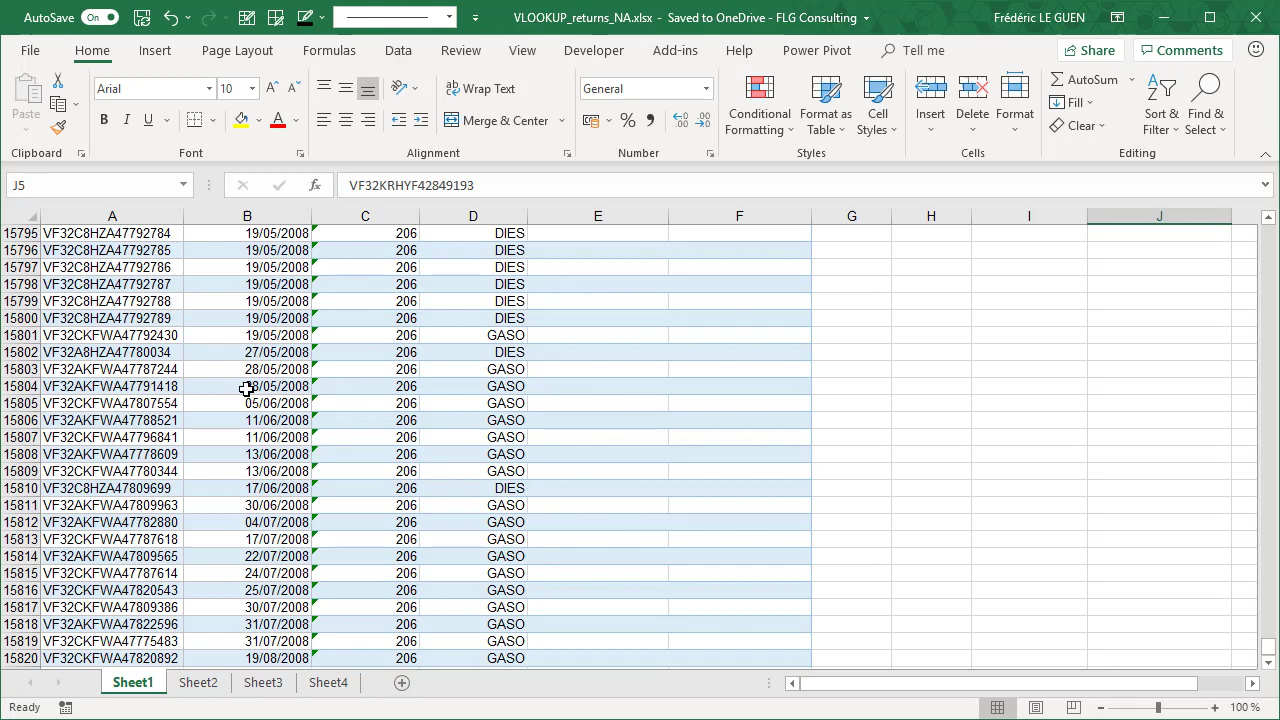 AutoSave On VLOOKUP_returns_NA.xlsx - Saved to OneDrive - FLG Consulting Frédéric LE GUEN
File Home Insert Page Layout Formulas Data Review View Developer Add-ins Help Power Pivot Tell me Share Comments
Paste Arial 10 A A Wrap Text General Conditional Formatting Format as Table Cell Styles Insert Delete Format AutoSum Fill Clear Sort & Filter Find & Select
B I U A Merge & Center % 
Clipboard Font Alignment Number Styles Cells Editing
J5 fx VF32KRHYF42849193
A B C D E F G H I J
15795 VF32C8HZA47792784 19/05/2008 206 DIES
15796 VF32C8HZA47792785 19/05/2008 206 DIES
15797 VF32C8HZA47792786 19/05/2008 206 DIES
15798 VF32C8HZA47792787 19/05/2008 206 DIES
15799 VF32C8HZA47792788 19/05/2008 206 DIES
15800 VF32C8HZA47792789 19/05/2008 206 DIES
15801 VF32CKFWA47792430 19/05/2008 206 GASO
15802 VF32A8HZA47780034 27/05/2008 206 DIES
15803 VF32AKFWA47787244 28/05/2008 206 GASO
15804 VF32AKFWA47791418 206 GASO
15805 VF32CKFWA47807554 05/06/2008 206 GASO
15806 VF32AKFWA47788521 11/06/2008 206 GASO
15807 VF32CKFWA47796841 11/06/2008 206 GASO
15808 VF32AKFWA47778609 13/06/2008 206 GASO
15809 VF32CKFWA47780344 13/06/2008 206 GASO
15810 VF32C8HZA47809699 17/06/2008 206 DIES
15811 VF32AKFWA47809963 30/06/2008 206 GASO
15812 VF32AKFWA47782880 04/07/2008 206 GASO
15813 VF32CKFWA47787618 17/07/2008 206 GASO
15814 VF32AKFWA47809565 22/07/2008 206 GASO
15815 VF32CKFWA47787614 24/07/2008 206 GASO
15816 VF32CKFWA47820543 25/07/2008 206 GASO
15817 VF32CKFWA47809386 30/07/2008 206 GASO
15818 VF32AKFWA47822596 31/07/2008 206 GASO
15819 VF32CKFWA47775483 31/07/2008 206 GASO
15820 VF32CKFWA47820892 19/08/2008 206 GASO
Sheet1 Sheet2 Sheet3 Sheet4
Ready 100 %